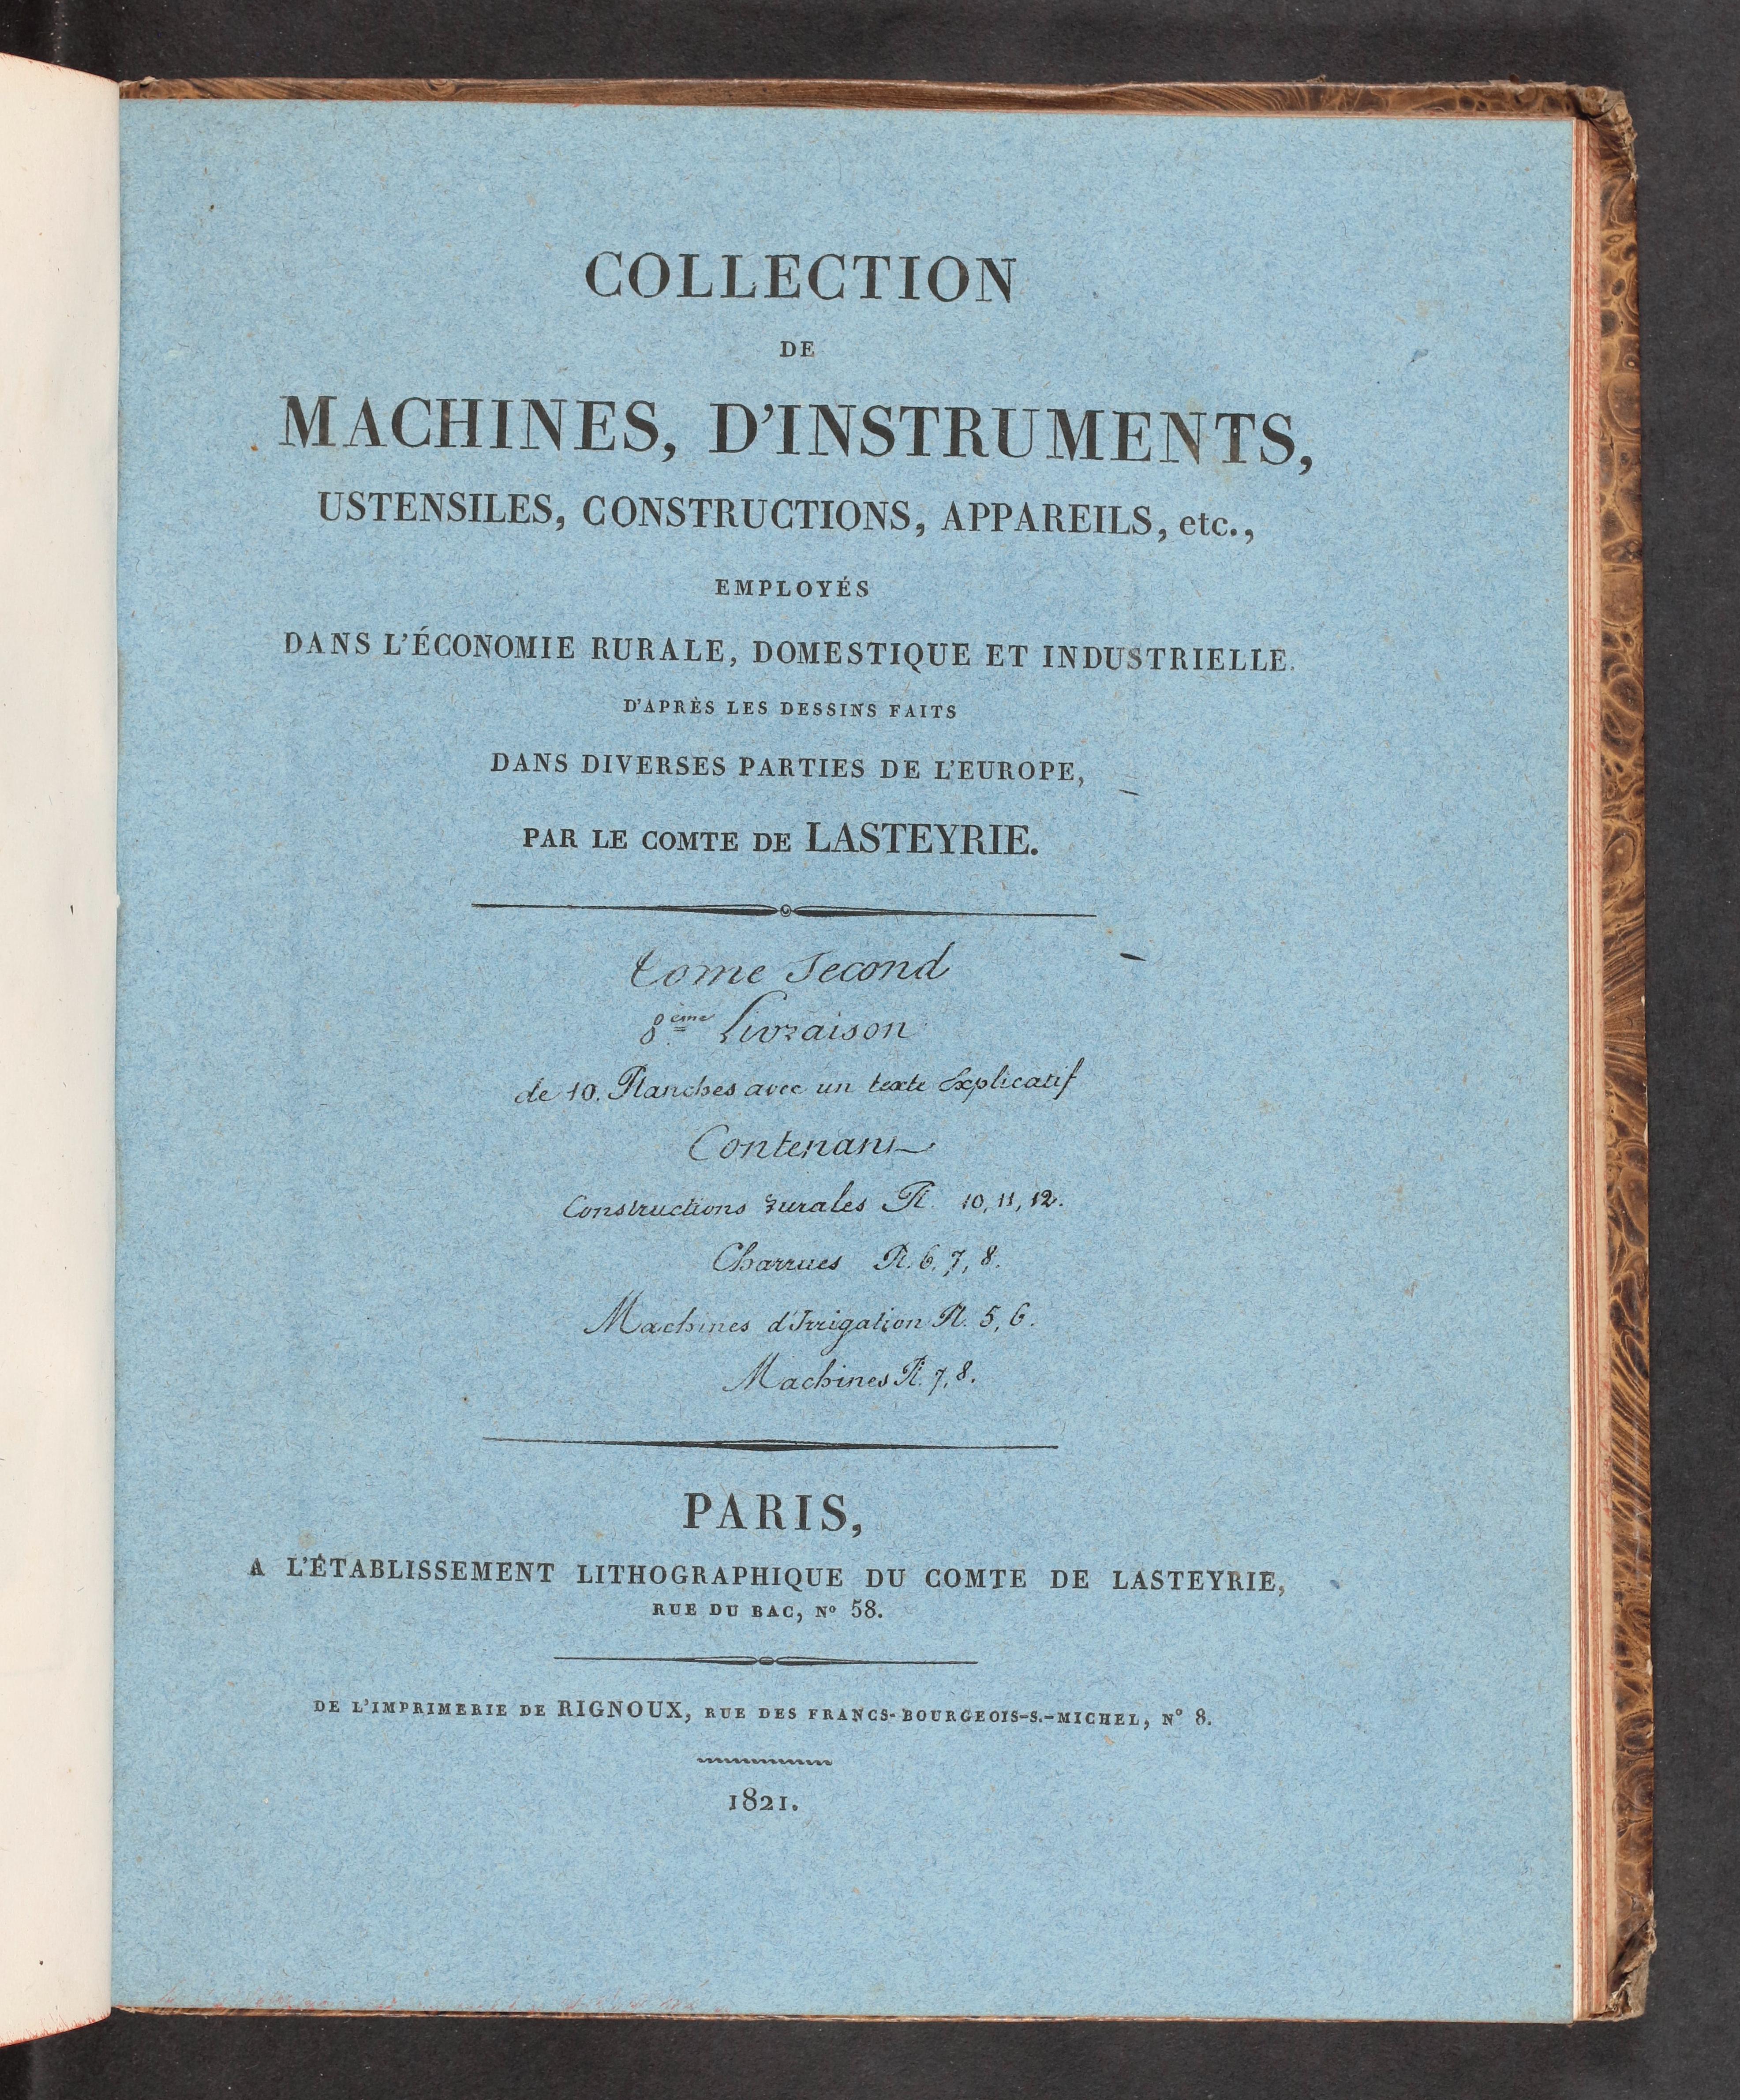 COLLECTION
DE
MACHINES, D'INSTRUMENTS,
USTENSILES, CONSTRUCTIONS, APPAREILS, etc.,
EMPLOYÉS
DANS L'ÉCONOMIE RURALE, DOMESTIQUE ET INDUSTRIELLE.
D'APRÈS LES DESSINS FAITS
DANS DIVERSES PARTIES DE L'EUROPE,
PAR LE COMTE DE LASTEYRIE.
Tome Second
8ème Livraison
de 10. Planches avec un texte Explicatif
Contenant
Constructions rurales Pl. 10, 11, 12.
Charrues Pl. 6, 7, 8.
Machines d'Irrigation Pl. 5, 6.
Machines Pl. 7, 8.
PARIS,
A L'ÉTABLISSEMENT LITHOGRAPHIQUE DU COMTE DE LASTEYRIE,
RUE DU BAC, Nº 58.
DE L'IMPRIMERIE DE RIGNOUX, RUE DES FRANCS-BOURGEOIS-S.-MICHEL, N° 8.
1821.